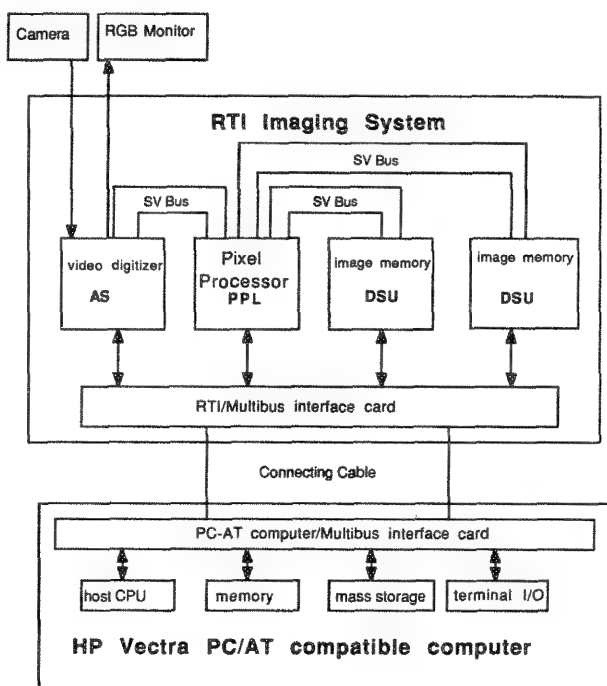 Camera
RGB Monitor
RTI Imaging System
SV Bus
SV Bus
SV Bus
video digitizer
AS
Pixel
Processor
PPL
image memory
DSU
image memory
DSU
RTI/Multibus interface card
Connecting Cable
PC-AT computer/Multibus interface card
host CPU
memory
mass storage
terminal I/O
HP Vectra PC/AT compatible computer